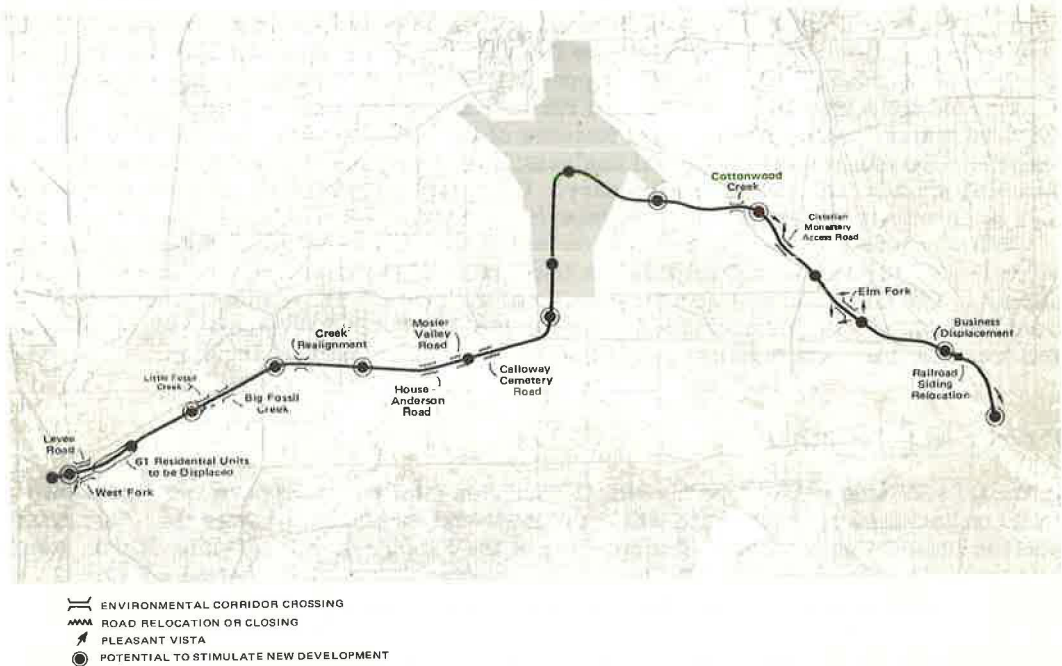 Cottonwood
Creek
Cistercian
Monastery
Access Road
Elm Fork
Business
Displacement
Railroad
Siding
Relocation
Mosier
Valley
Road
Creek
Realignment
Calloway
Cemetery
Road
House -
Anderson
Road
Little Fossil
Creek
Big Fossil
Creek
Levee
Road
61 Residential Units
to be Displaced
West Fork
ENVIRONMENTAL CORRIDOR CROSSING
ROAD RELOCATION OR CLOSING
PLEASANT VISTA
POTENTIAL TO STIMULATE NEW DEVELOPMENT